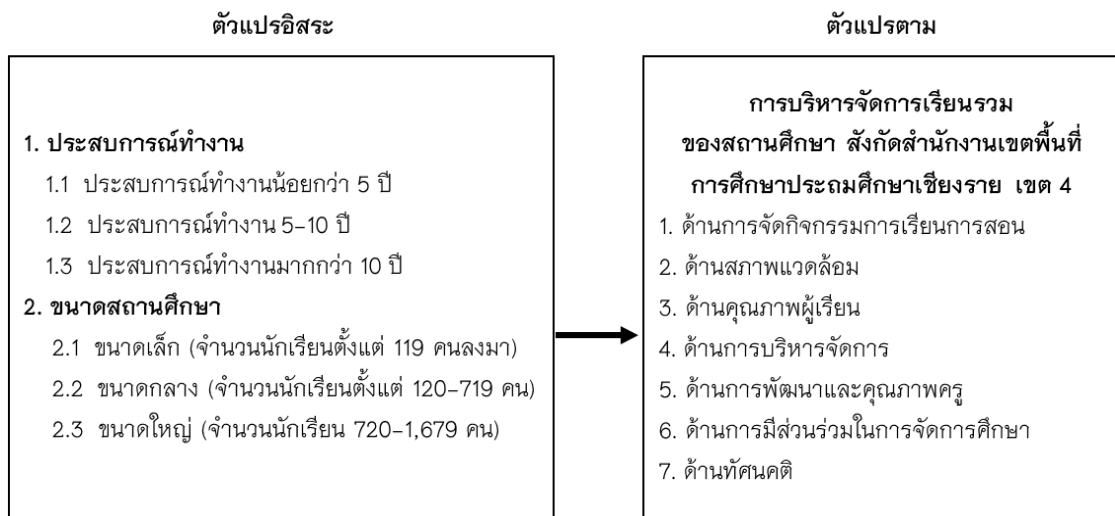 ตัวแปรอิสระ
1. ประสบการณ์ทำงาน
1.1 ประสบการณ์ทำงานน้อยกว่า 5 ปี
1.2 ประสบการณ์ทำงาน 5–10 ปี
1.3 ประสบการณ์ทำงานมากกว่า 10 ปี
2. ขนาดสถานศึกษา
2.1 ขนาดเล็ก (จำนวนนักเรียนตั้งแต่ 119 คนลงมา)
2.2 ขนาดกลาง (จำนวนนักเรียนตั้งแต่ 120–719 คน)
2.3 ขนาดใหญ่ (จำนวนนักเรียน 720–1,679 คน)
ตัวแปรตาม
การบริหารจัดการเรียนรวม
ของสถานศึกษา สังกัดสำนักงานเขตพื้นที่
การศึกษาประถมศึกษาเชียงราย เขต 4
1. ด้านการจัดกิจกรรมการเรียนการสอน
2. ด้านสภาพแวดล้อม
3. ด้านคุณภาพผู้เรียน
4. ด้านการบริหารจัดการ
5. ด้านการพัฒนาและคุณภาพครู
6. ด้านการมีส่วนร่วมในการจัดการศึกษา
7. ด้านทัศนคติ